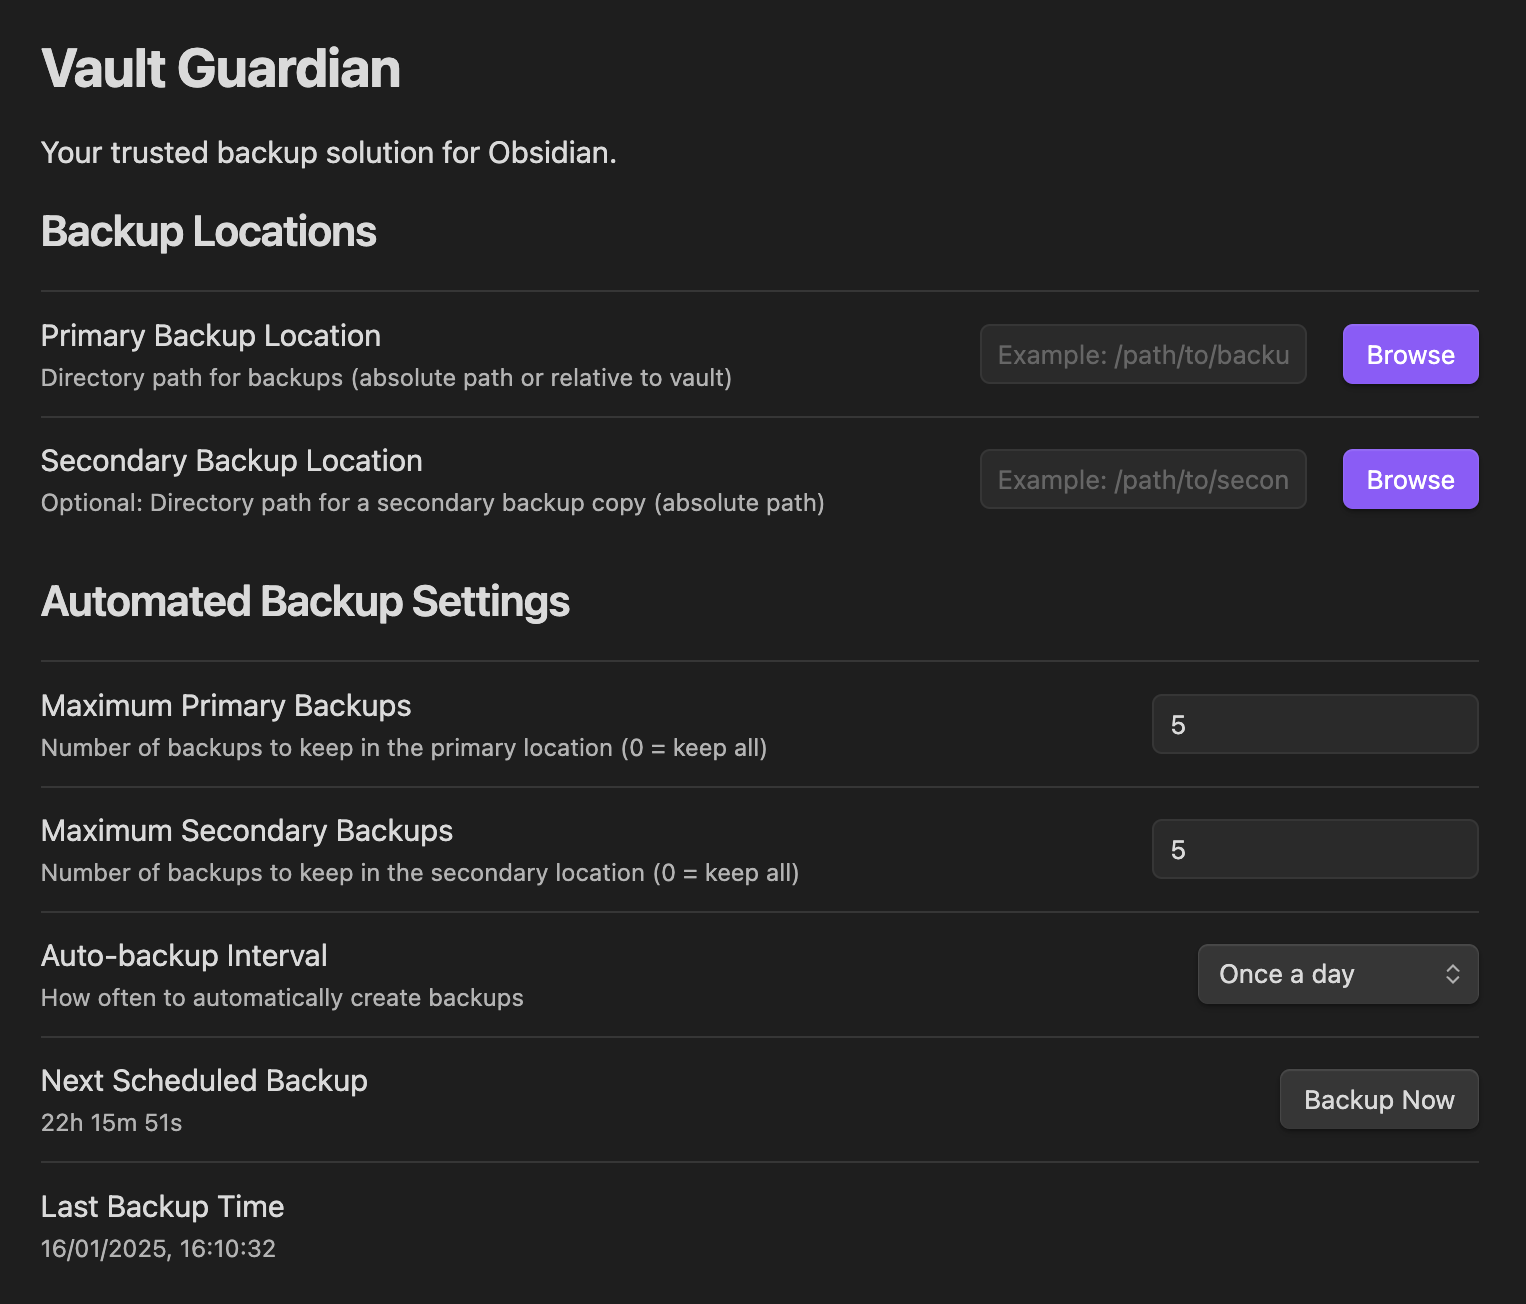 Vault Guardian
Your trusted backup solution for Obsidian.
Backup Locations
Primary Backup Location
Directory path for backups (absolute path or relative to vault)
Example: /path/to/backu
Browse
Secondary Backup Location
Optional: Directory path for a secondary backup copy (absolute path)
Example: /path/to/secon
Browse
Automated Backup Settings
Maximum Primary Backups
Number of backups to keep in the primary location (0 = keep all)
5
Maximum Secondary Backups
Number of backups to keep in the secondary location (0 = keep all)
5
Auto-backup Interval
How often to automatically create backups
Once a day
Next Scheduled Backup
22h 15m 51s
Backup Now
Last Backup Time
16/01/2025, 16:10:32